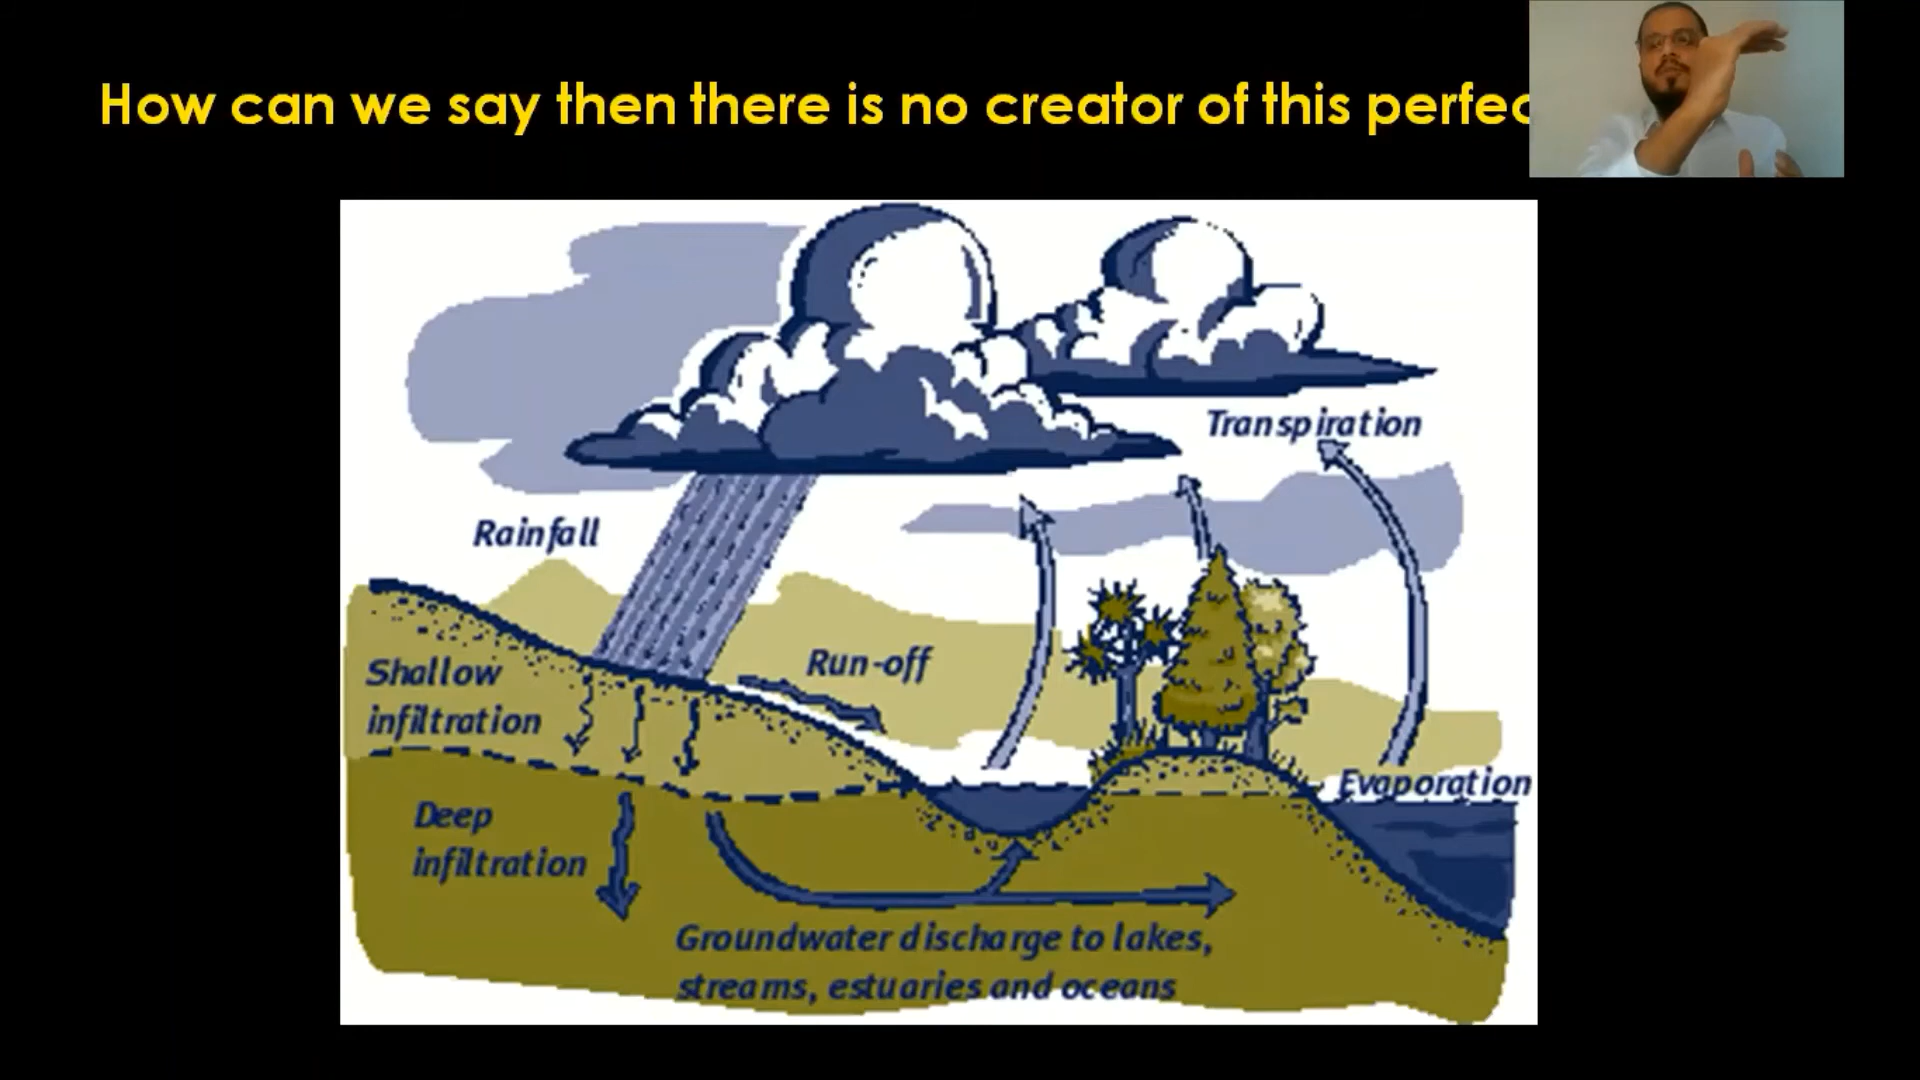 How can we say then there is no creator of this perfec
Transpiration
Rainfall
Run-off
Shallow
infiltration
Evaporation
Deep
infiltration
Groundwater discharge to lakes,
streams, estuaries and oceans